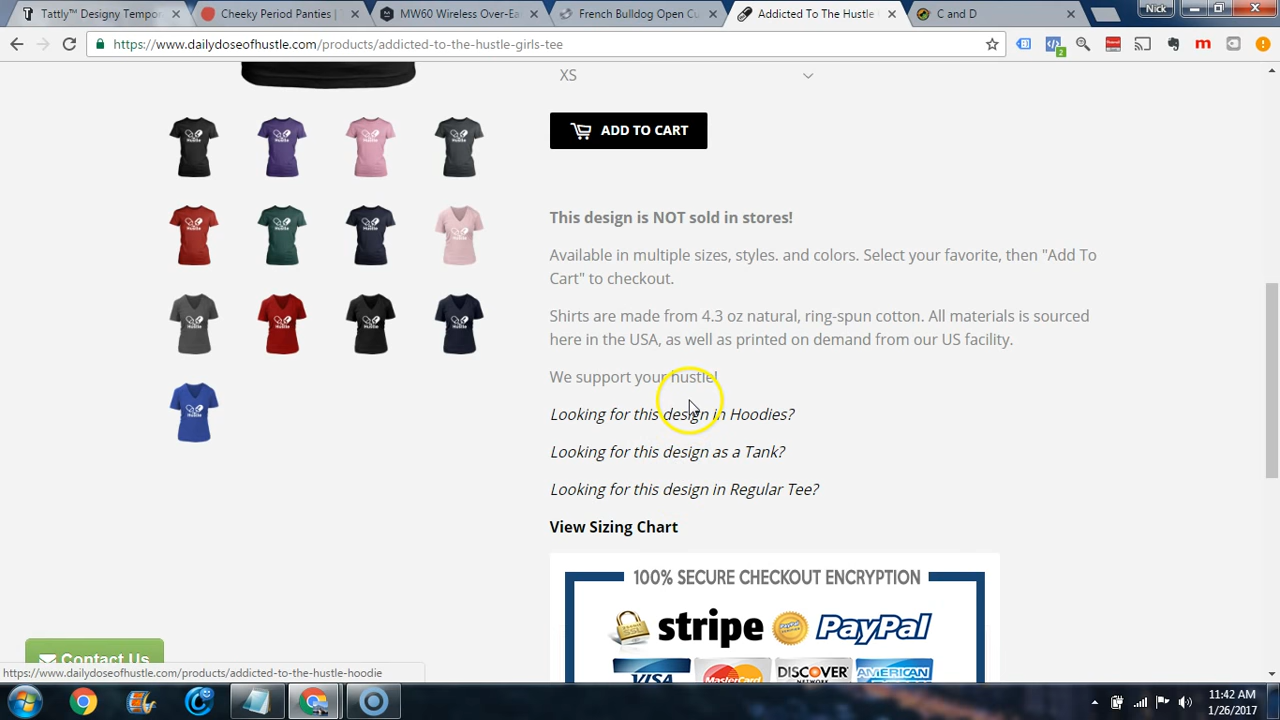 Tattly™ Designy Tempor
Cheeky Period Panties |
MW60 Wireless Over-Ea
French Bulldog Open Cu
Addicted To The Hustle
C and D
Nick
https://www.dailydoseofhustle.com/products/addicted-to-the-hustle-girls-tee
2
m
XS
ADD TO CART
This design is NOT sold in stores!
Available in multiple sizes, styles. and colors. Select your favorite, then "Add To
Cart" to checkout.
Shirts are made from 4.3 oz natural, ring-spun cotton. All materials is sourced
here in the USA, as well as printed on demand from our US facility.
We support your hustle!
Looking for this design in Hoodies?
Looking for this design as a Tank?
Looking for this design in Regular Tee?
View Sizing Chart
100% SECURE CHECKOUT ENCRYPTION
stripe PayPal
VISA MasterCard DISCOVER AMERICAN
NETWORK
Contact Us
https://www.dailydoseofhustle.com/products/addicted-to-the-hustle-hoodie
11:42 AM
1/26/2017